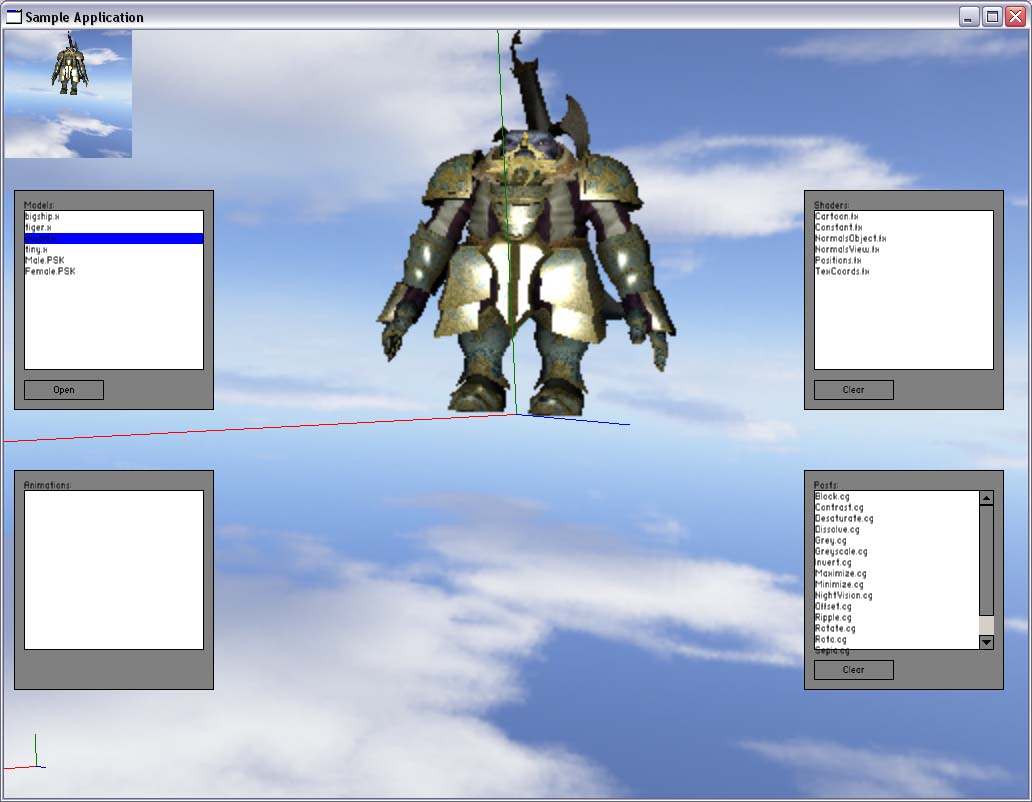 Sample Application
Models:
bigship.x
tiger.x
tiny.x
Male.PSK
Female.PSK
Open
Shaders:
Cartoon.fx
Constant.fx
NormalsObject.fx
NormalsView.fx
Positions.fx
TexCoords.fx
Clear
Animations:
Posts:
Block.cg
Contrast.cg
Desaturate.cg
Dissolve.cg
Grey.cg
Greyscale.cg
Invert.cg
Maximize.cg
Minimize.cg
NightVision.cg
Offset.cg
Ripple.cg
Rotate.cg
Roto.cg
Sepia.cg
Clear